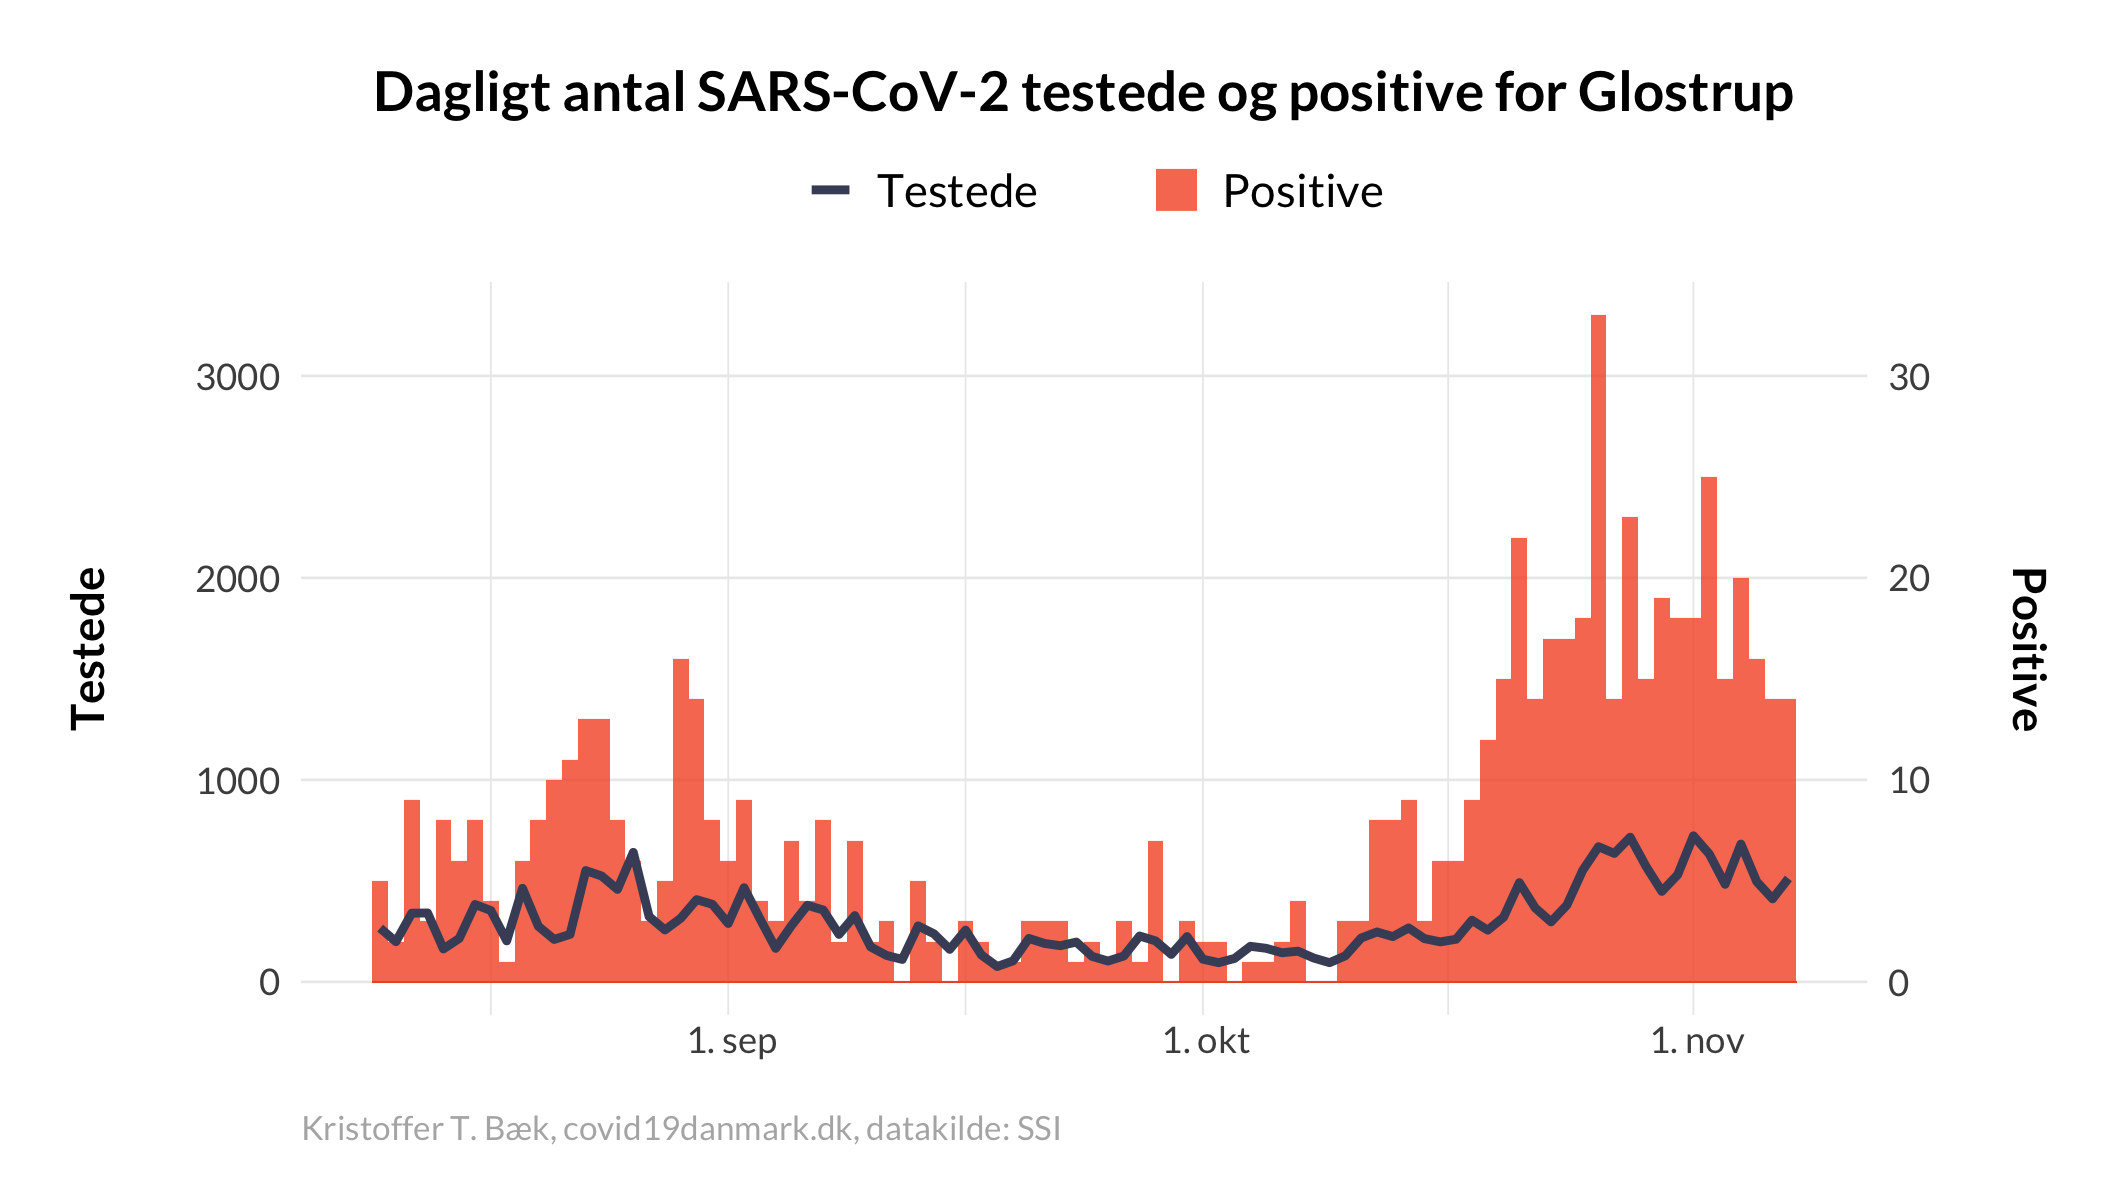 Dagligt antal SARS-CoV-2 testede og positive for Glostrup
Testede
Positive
3000
2000
1000
0
Testede
30
20
10
0
Positive
1. sep
1. okt
1. nov
Kristoffer T. Bæk, covid19danmark.dk, datakilde: SSI